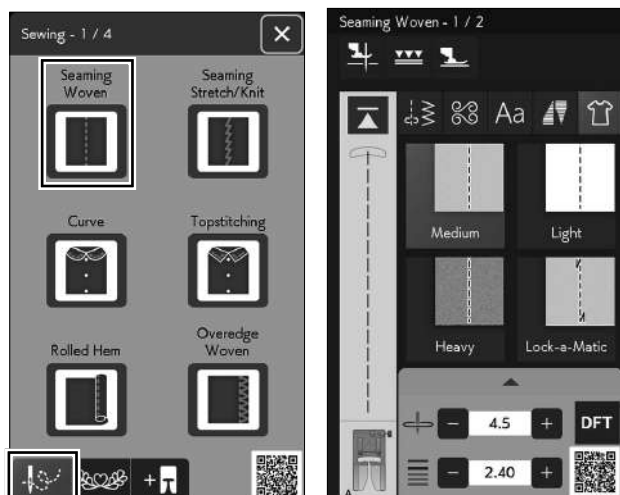 Sewing - 1 / 4
Seaming
Woven
Seaming
Stretch/Knit
Curve
Topstitching
Rolled Hem
Overedge
Woven
Seaming Woven - 1 / 2
Aa
Medium
Light
Heavy
Lock-a-Matic
- 4.5 + DFT
- 2.40 +
A